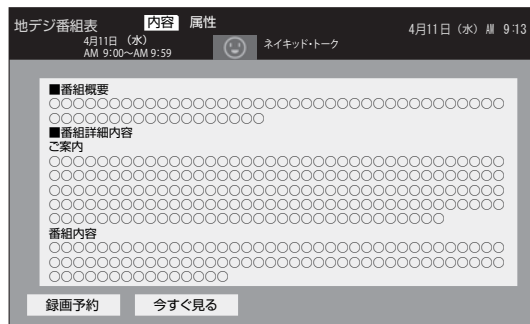 地デジ番組表 内容 属性
4月11日（水） AM 9:13
4月11日（水）
AM 9:00～AM 9:59
ネイキッド・トーク
■番組概要
○○○○○○○○○○○○○○○○○○○○○○○○○○○○○○○○○○○○○○
○○○○○○○○○○○○○○○○○○
■番組詳細内容
ご案内
○○○○○○○○○○○○○○○○○○○○○○○○○○○○○○○○○○○○○○
○○○○○○○○○○○○○○○○○○○○○○○○○○○○○○○○○○○○○○
○○○○○○○○○○○○○○○○○○○○○○○○○○○○○○○○○○○○○○
○○○○○○○○○○○○○○○○○○○○○○○○○○○○○○○○○○○○○○
○○○○○○○○○○○○○○○○○○○○○○○○○○○○○○○○○
番組内容
○○○○○○○○○○○○○○○○○○○○○○○○○○○○○○○○○○○○○○
○○○○○○○○○○○○○○○○○○○○○○○○○○○○○○○○○○○○○○
○○○○○○○○○○○○○○○
録画予約 今すぐ見る